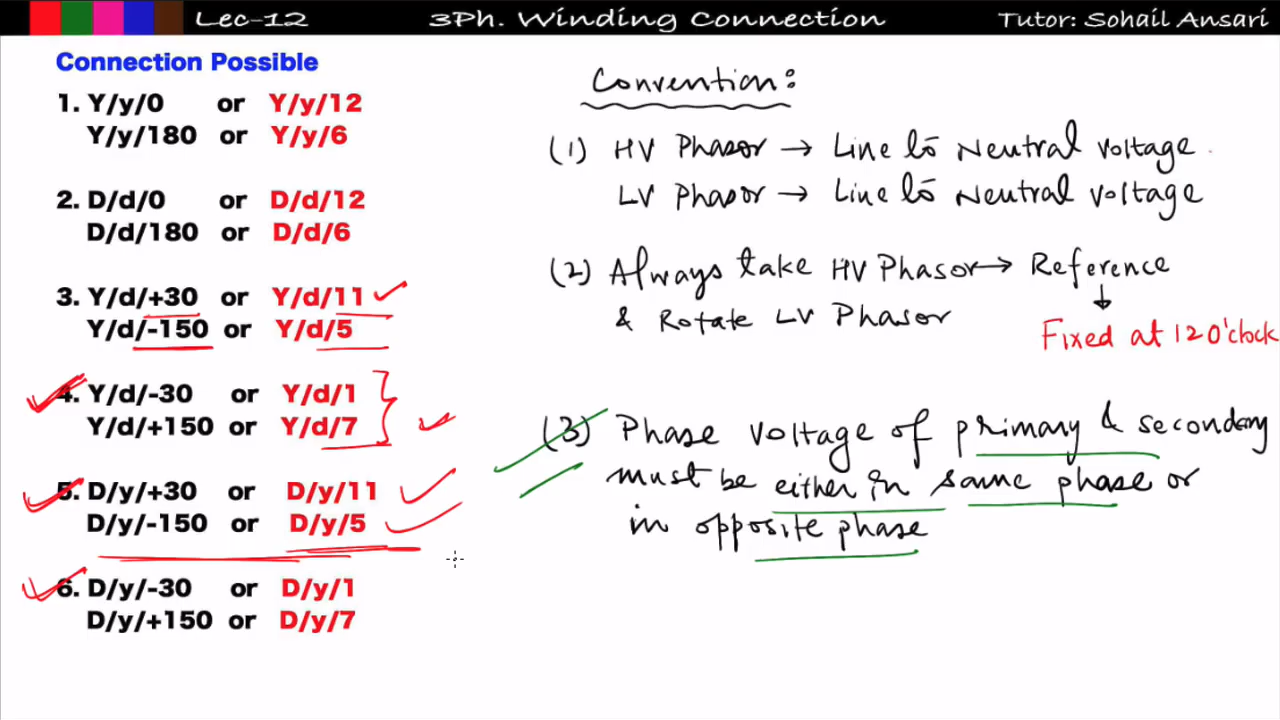 Lec-12 3Ph. Winding Connection Tutor: Sohail Ansari
Connection Possible
1. Y/y/0 or Y/y/12
Y/y/180 or Y/y/6
2. D/d/0 or D/d/12
D/d/180 or D/d/6
3. Y/d/+30 or Y/d/11
Y/d/-150 or Y/d/5
4. Y/d/-30 or Y/d/1
Y/d/+150 or Y/d/7
5. D/y/+30 or D/y/11
D/y/-150 or D/y/5
6. D/y/-30 or D/y/1
D/y/+150 or D/y/7
Convention:
(1) HV Phasor → Line to Neutral voltage
LV Phasor → Line to Neutral voltage
(2) Always take HV Phasor → Reference
& Rotate LV Phasor
Fixed at 12 O'clock
(3) Phase voltage of primary & secondary
must be either in same phase or
in opposite phase